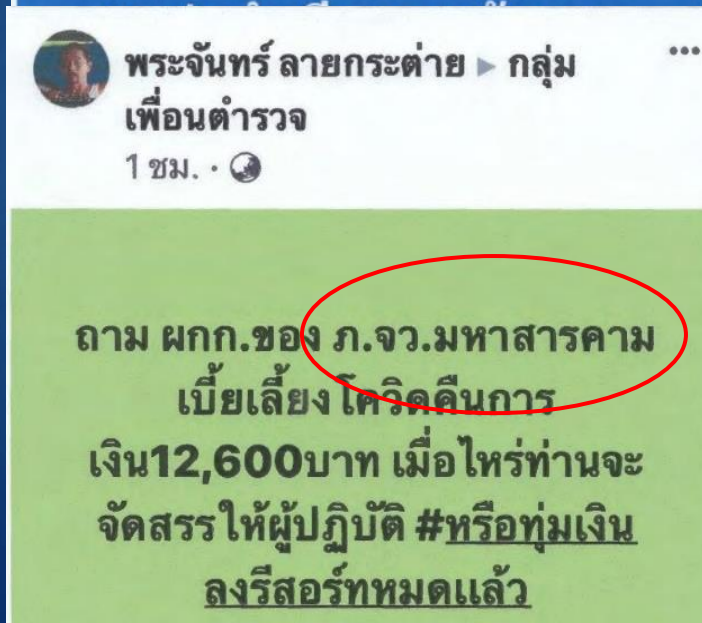 พระจันทร์ ลายกระต่าย ▸ กลุ่ม
เพื่อนตำรวจ
1 ชม. ·
ถาม ผกก.ของ ภ.จว.มหาสารคาม
เบี้ยเลี้ยงโควิดคืนการ
เงิน12,600บาท เมื่อไหร่ท่านจะ
จัดสรรให้ผู้ปฏิบัติ #หรือทุ่มเงิน
ลงรีสอร์ทหมดแล้ว